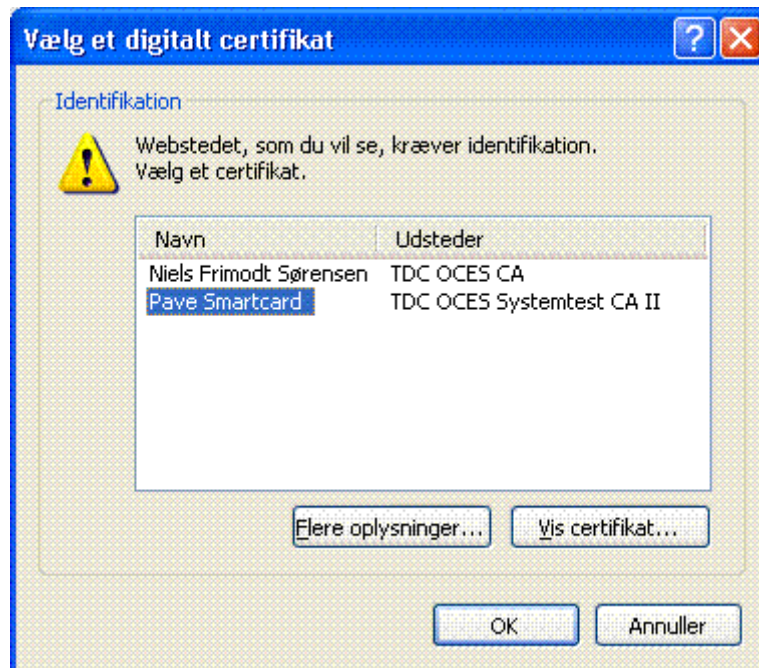 Vælg et digitalt certifikat
Identifikation
Webstedet, som du vil se, kræver identifikation.
Vælg et certifikat.
Navn Udsteder
Niels Frimodt Sørensen TDC OCES CA
Pave Smartcard TDC OCES Systemtest CA II
Flere oplysninger... Vis certifikat...
OK Annuller